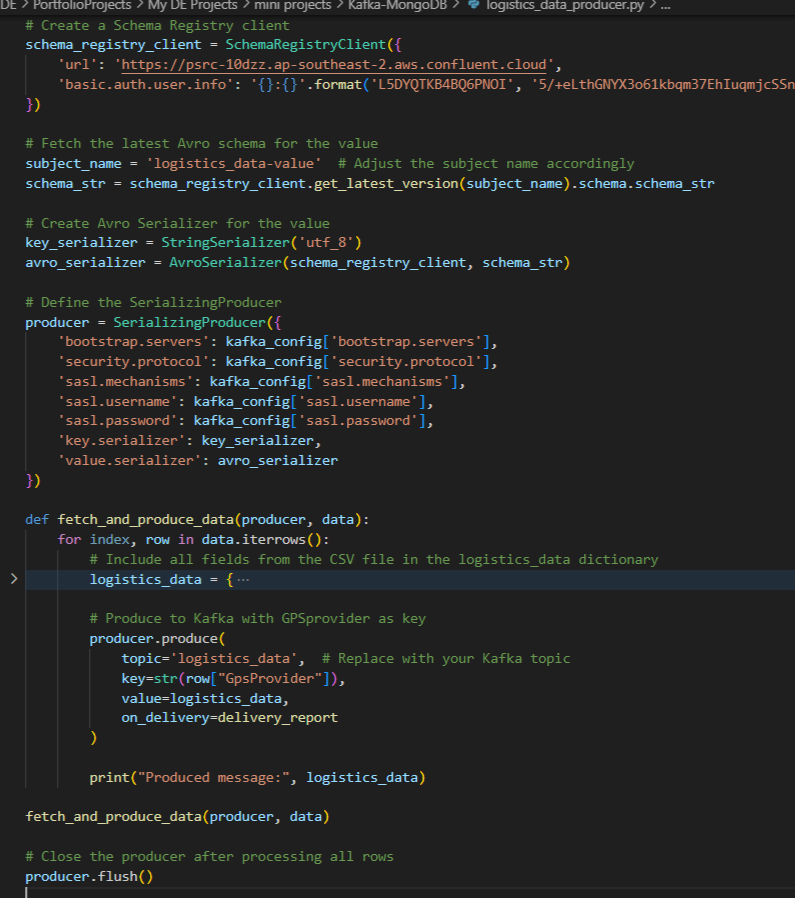 DE > PortfolioProjects > My DE Projects > mini projects > Kafka-MongoDB > logistics_data_producer.py > ...
# Create a Schema Registry client
schema_registry_client = SchemaRegistryClient({
    'url': 'https://psrc-10dzz.ap-southeast-2.aws.confluent.cloud',
    'basic.auth.user.info': '{}:{}'.format('L5DYQTKB4BQ6PNOI', '5/+eLthGNYX3o61kbqm37EhIuqmjcSSn
})
# Fetch the latest Avro schema for the value
subject_name = 'logistics_data-value'  # Adjust the subject name accordingly
schema_str = schema_registry_client.get_latest_version(subject_name).schema.schema_str
# Create Avro Serializer for the value
key_serializer = StringSerializer('utf_8')
avro_serializer = AvroSerializer(schema_registry_client, schema_str)
# Define the SerializingProducer
producer = SerializingProducer({
    'bootstrap.servers': kafka_config['bootstrap.servers'],
    'security.protocol': kafka_config['security.protocol'],
    'sasl.mechanisms': kafka_config['sasl.mechanisms'],
    'sasl.username': kafka_config['sasl.username'],
    'sasl.password': kafka_config['sasl.password'],
    'key.serializer': key_serializer,
    'value.serializer': avro_serializer
})
def fetch_and_produce_data(producer, data):
    for index, row in data.iterrows():
        # Include all fields from the CSV file in the logistics_data dictionary
        logistics_data = {…
        # Produce to Kafka with GPSprovider as key
        producer.produce(
            topic='logistics_data',  # Replace with your Kafka topic
            key=str(row["GpsProvider"]),
            value=logistics_data,
            on_delivery=delivery_report
        )
        print("Produced message:", logistics_data)
fetch_and_produce_data(producer, data)
# Close the producer after processing all rows
producer.flush()